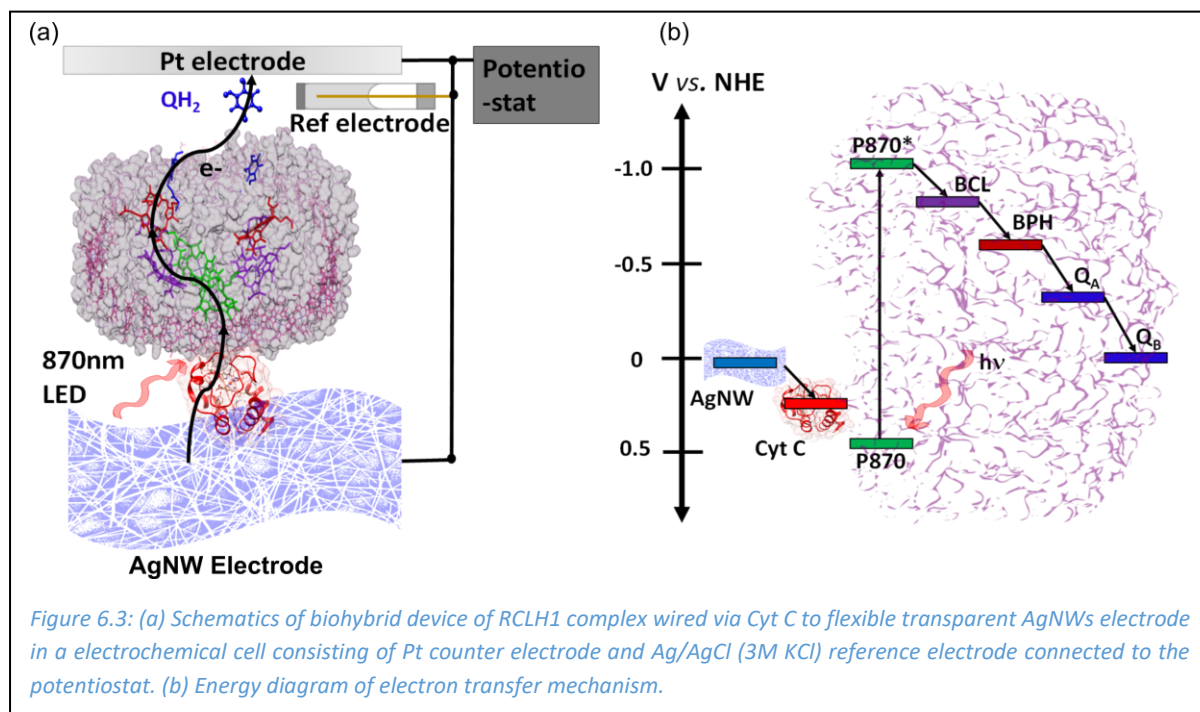 (a)
Pt electrode
Potentio
-stat
QH₂
Ref electrode
e-
870nm
LED
AgNW Electrode
(b)
V vs. NHE
P870*
-1.0
BCL
BPH
-0.5
Q_A
Q_B
0
hν
AgNW
Cyt C
0.5
P870
Figure 6.3: (a) Schematics of biohybrid device of RCLH1 complex wired via Cyt C to flexible transparent AgNWs electrode
in a electrochemical cell consisting of Pt counter electrode and Ag/AgCl (3M KCl) reference electrode connected to the
potentiostat. (b) Energy diagram of electron transfer mechanism.